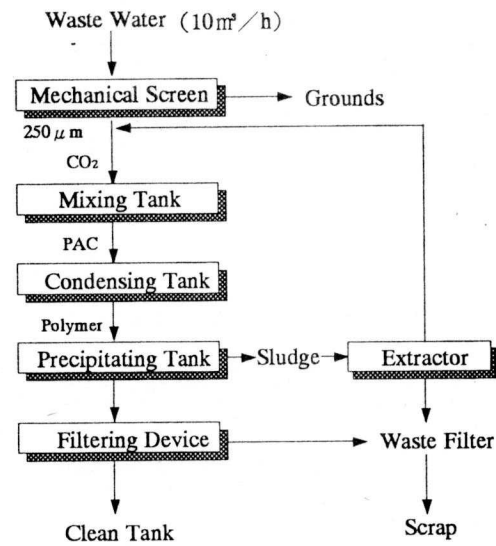 Waste Water (10㎥/h)
Mechanical Screen
Grounds
250μm
CO₂
Mixing Tank
PAC
Condensing Tank
Polymer
Precipitating Tank
Sludge
Extractor
Filtering Device
Waste Filter
Clean Tank
Scrap